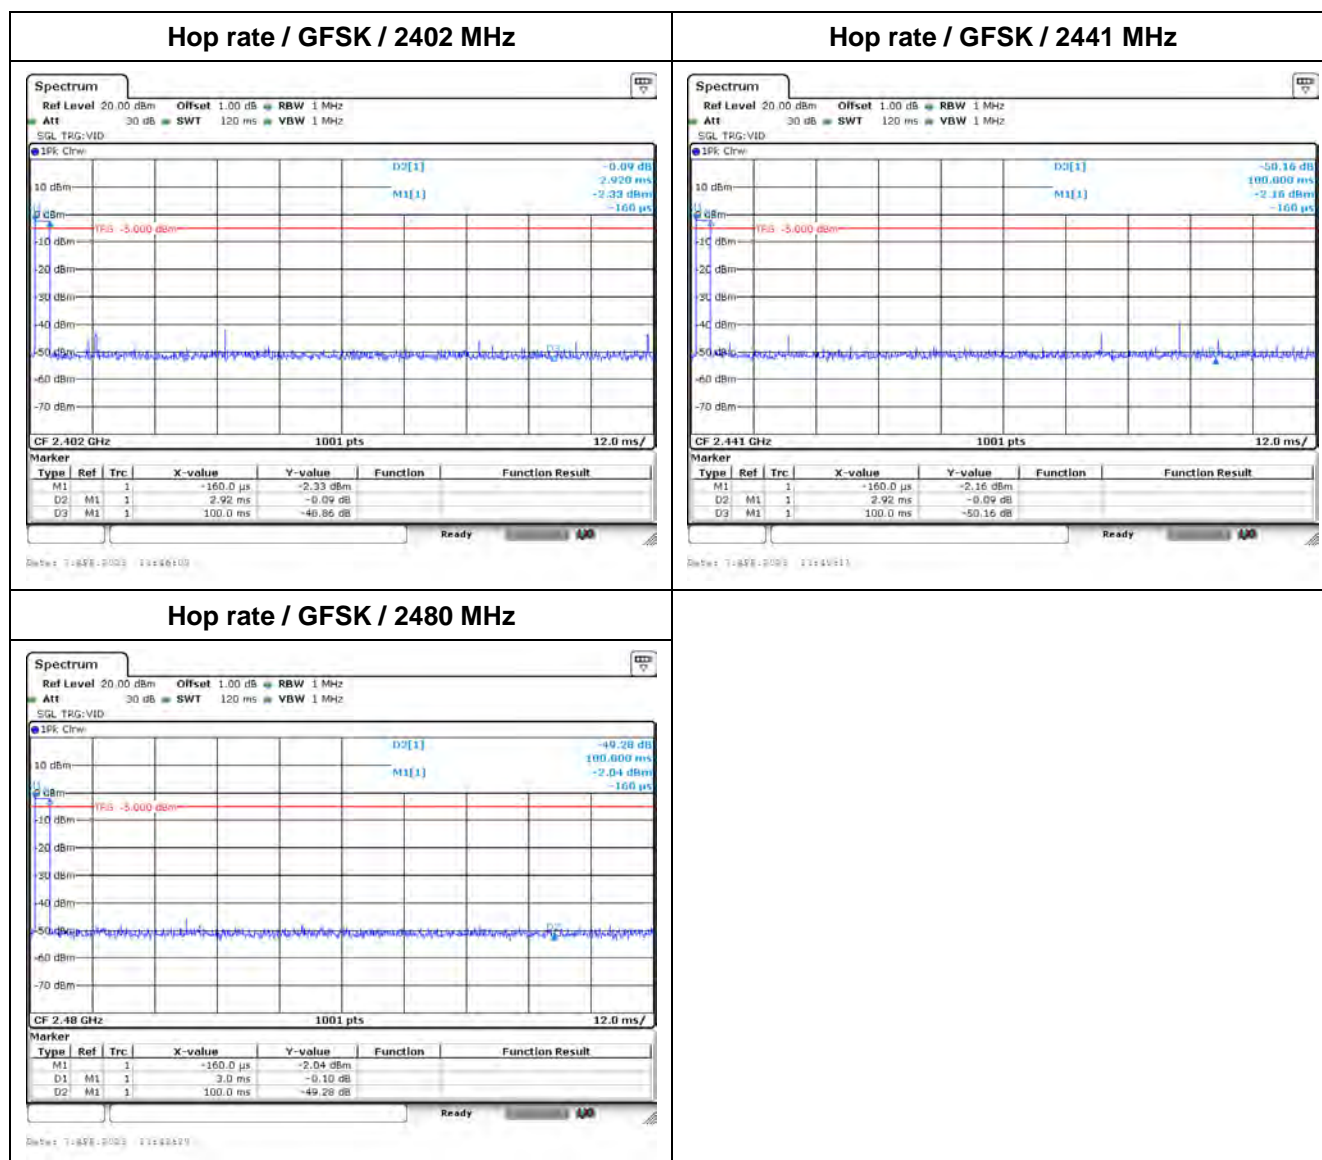 Hop rate / GFSK / 2402 MHz
Spectrum
Ref Level 20.00 dBm Offset 1.00 dB RBW 1 MHz
Att 30 dB SWT 120 ms VBW 1 MHz
SGL TRG:VID
1Pk Clrw
D2[1] -0.09 dB
2.920 ms
M1[1] -2.33 dBm
-160 µs
10 dBm
0 dBm
TRG -5.000 dBm
-10 dBm
-20 dBm
-30 dBm
-40 dBm
-50 dBm
D3
-60 dBm
-70 dBm
CF 2.402 GHz 1001 pts 12.0 ms/
Marker
Type Ref Trc X-value Y-value Function Function Result
M1 1 -160.0 µs -2.33 dBm
D2 M1 1 2.92 ms -0.09 dB
D3 M1 1 100.0 ms -48.86 dB
Ready
Hop rate / GFSK / 2441 MHz
Spectrum
Ref Level 20.00 dBm Offset 1.00 dB RBW 1 MHz
Att 30 dB SWT 120 ms VBW 1 MHz
SGL TRG:VID
1Pk Clrw
D3[1] -50.16 dB
100.000 ms
M1[1] -2.16 dBm
-160 µs
10 dBm
0 dBm
TRG -5.000 dBm
-10 dBm
-20 dBm
-30 dBm
-40 dBm
-50 dBm
-60 dBm
-70 dBm
CF 2.441 GHz 1001 pts 12.0 ms/
Marker
Type Ref Trc X-value Y-value Function Function Result
M1 1 -160.0 µs -2.16 dBm
D2 M1 1 2.92 ms -0.09 dB
D3 M1 1 100.0 ms -50.16 dB
Ready
Hop rate / GFSK / 2480 MHz
Spectrum
Ref Level 20.00 dBm Offset 1.00 dB RBW 1 MHz
Att 30 dB SWT 120 ms VBW 1 MHz
SGL TRG:VID
1Pk Clrw
D2[1] -49.28 dB
100.000 ms
M1[1] -2.04 dBm
-160 µs
10 dBm
0 dBm
TRG -5.000 dBm
-10 dBm
-20 dBm
-30 dBm
-40 dBm
-50 dBm
D2
-60 dBm
-70 dBm
CF 2.48 GHz 1001 pts 12.0 ms/
Marker
Type Ref Trc X-value Y-value Function Function Result
M1 1 -160.0 µs -2.04 dBm
D1 M1 1 3.0 ms -0.10 dB
D2 M1 1 100.0 ms -49.28 dB
Ready